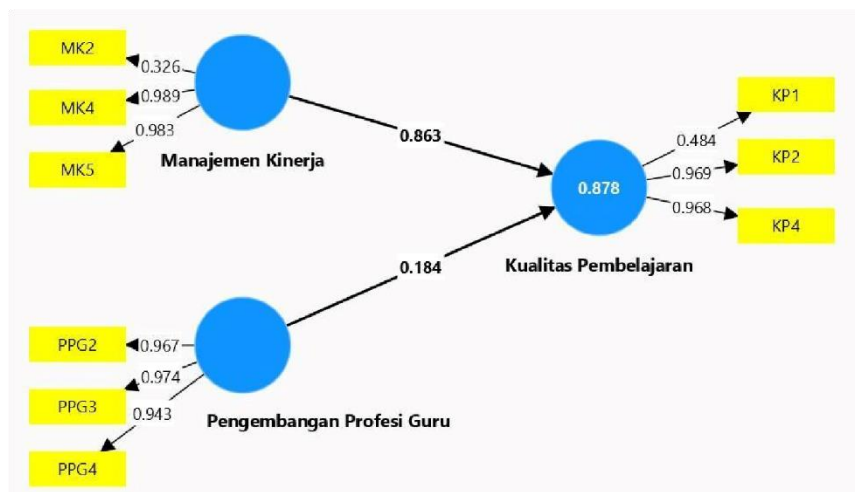 MK2
0.326
MK4
0.989
0.983
MK5
Manajemen Kinerja
0.863
KP1
0.484
KP2
0.969
0.878
0.968
KP4
Kualitas Pembelajaran
0.184
PPG2
0.967
0.974
PPG3
0.943
Pengembangan Profesi Guru
PPG4